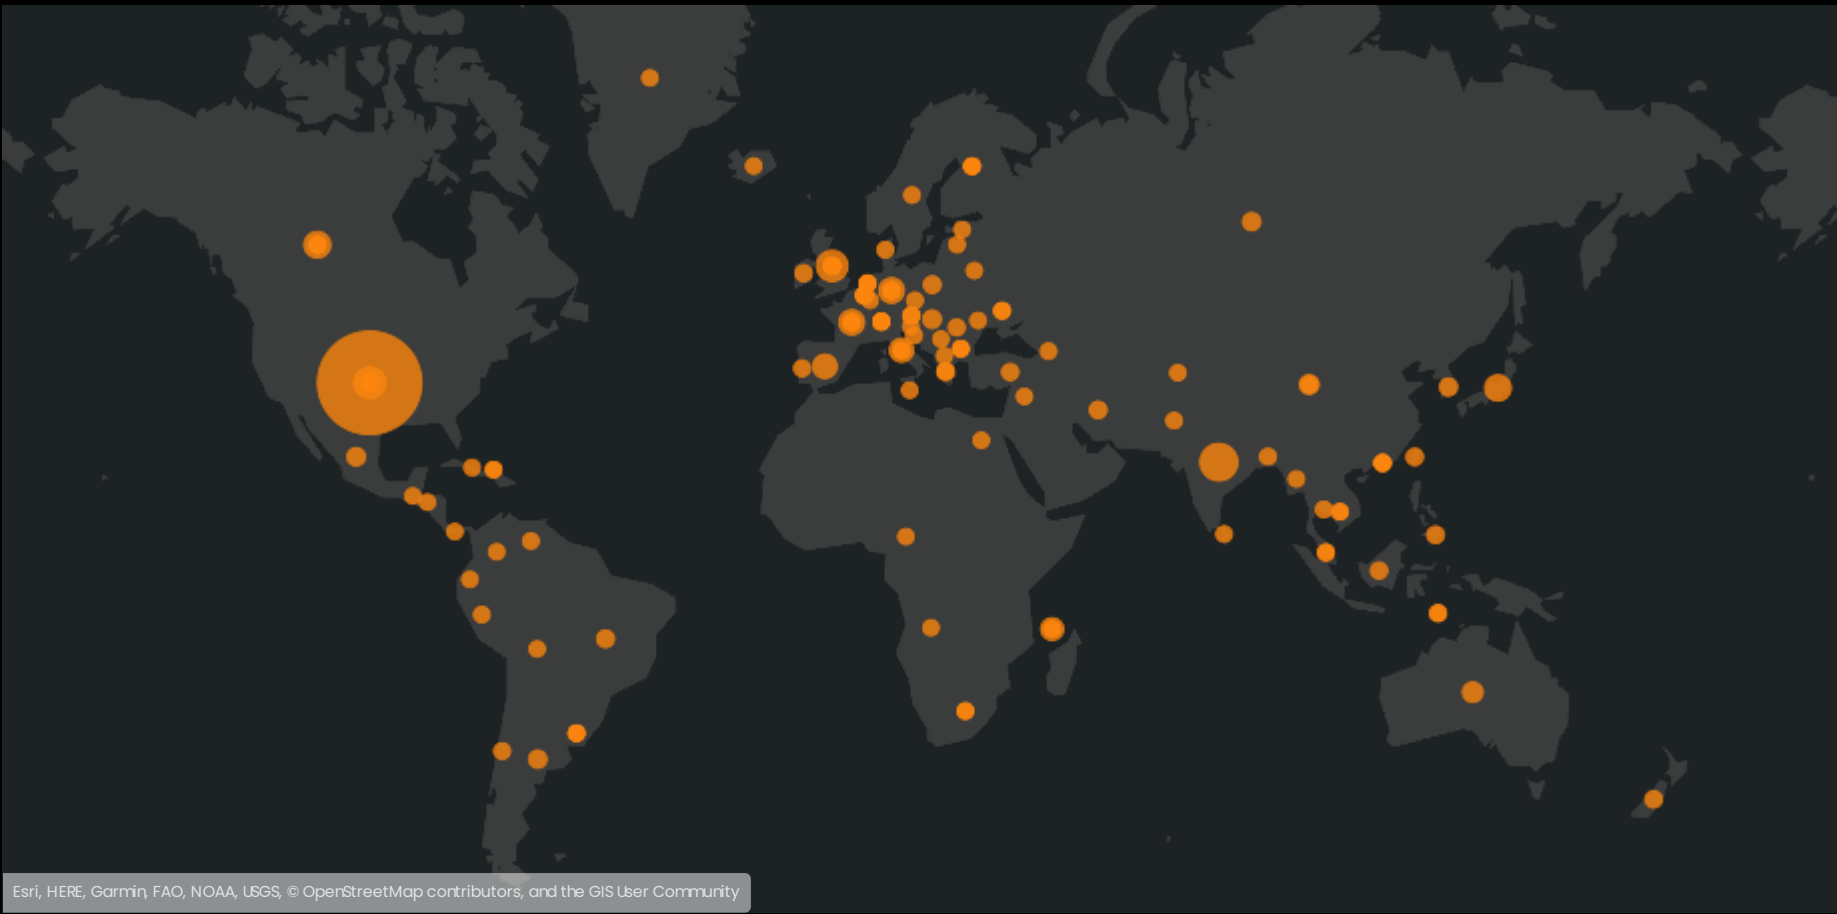 Esri, HERE, Garmin, FAO, NOAA, USGS, © OpenStreetMap contributors, and the GIS User Community